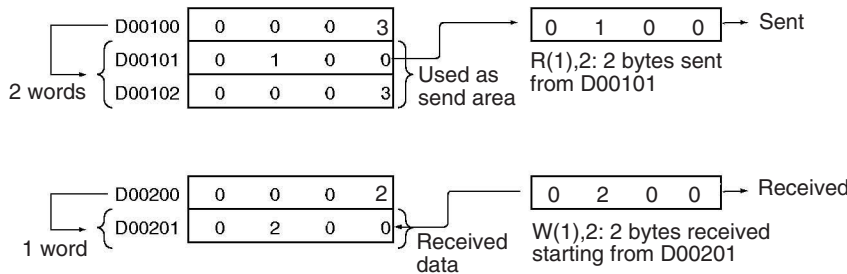 D00100 0 0 0 3
0 1 0 0 Sent
D00101 0 1 0 0
2 words
D00102 0 0 0 3
Used as
send area
R(1),2: 2 bytes sent
from D00101
D00200 0 0 0 2
0 2 0 0 Received
D00201 0 2 0 0
1 word
Received
data
W(1),2: 2 bytes received
starting from D00201